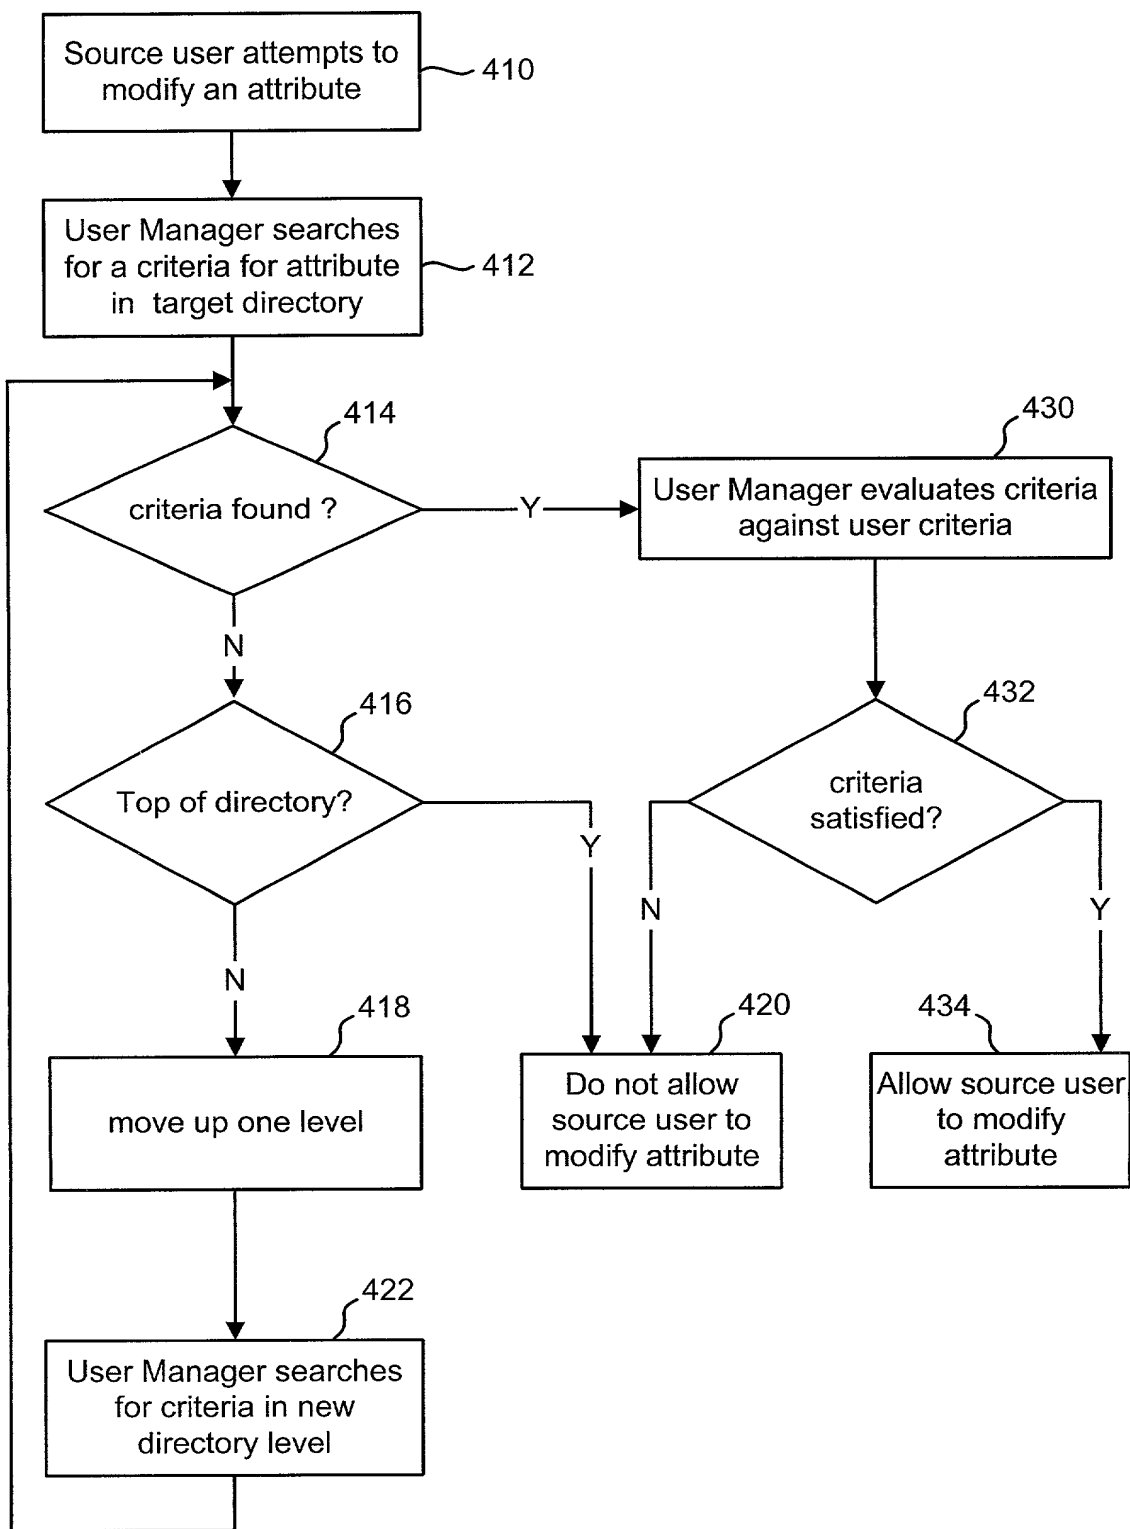 Source user attempts to
modify an attribute
410
User Manager searches
for a criteria for attribute
in target directory
412
414
criteria found ?
Y
430
User Manager evaluates criteria
against user criteria
N
416
Top of directory?
Y
432
criteria
satisfied?
N
Y
N
418
move up one level
420
Do not allow
source user to
modify attribute
434
Allow source user
to modify
attribute
422
User Manager searches
for criteria in new
directory level